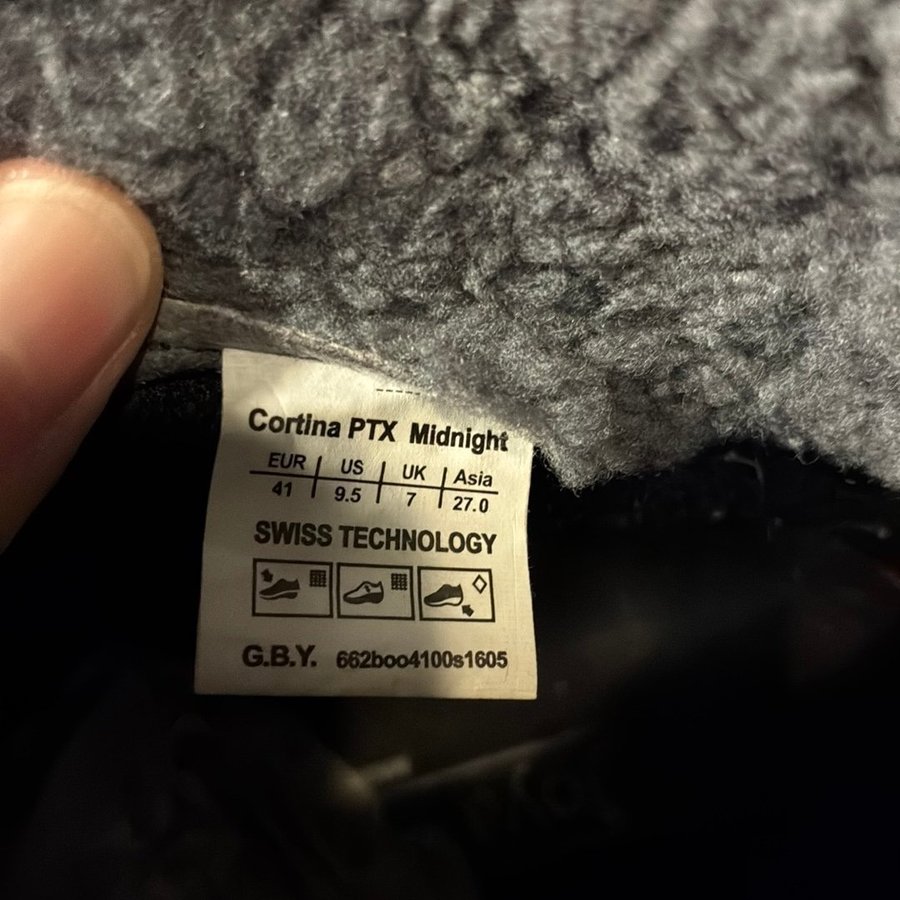 Cortina PTX Midnight
EUR US UK Asia
41 9.5 7 27.0
SWISS TECHNOLOGY
G.B.Y. 662boo4100s1605